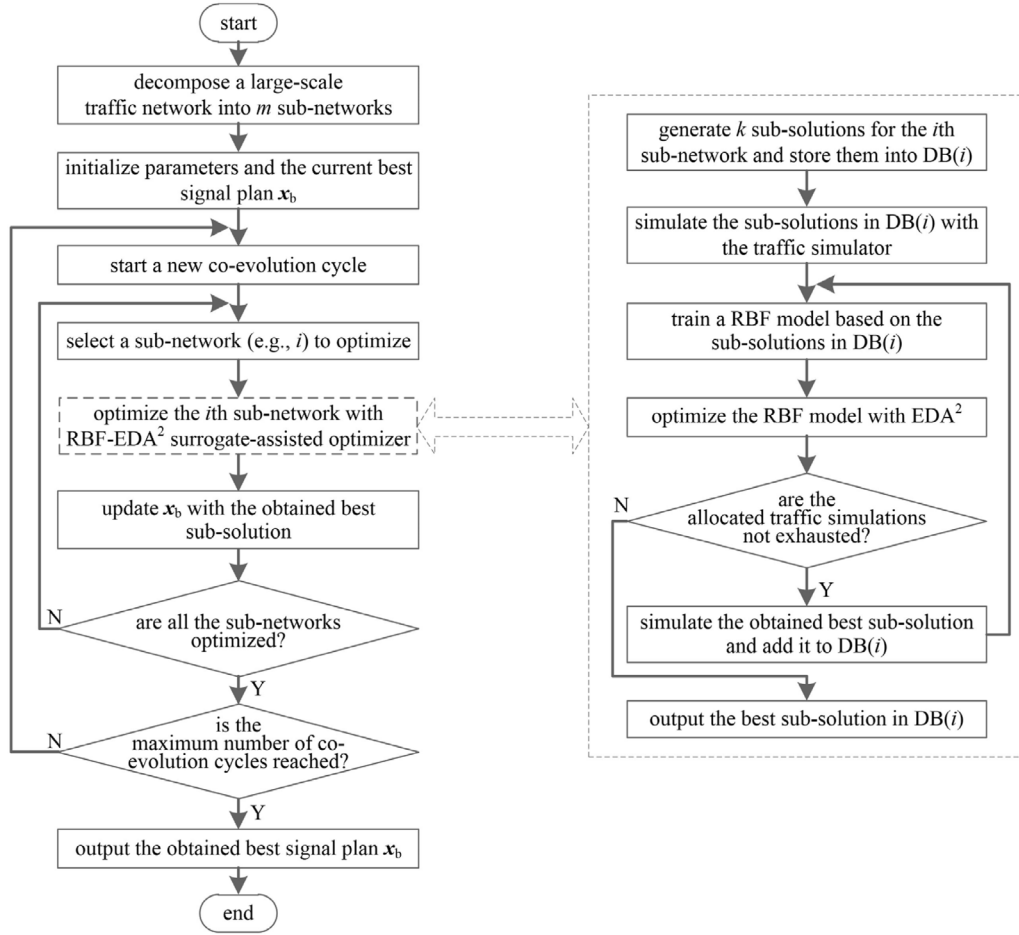 start
decompose a large-scale
traffic network into m sub-networks
initialize parameters and the current best
signal plan x_b
start a new co-evolution cycle
select a sub-network (e.g., i) to optimize
optimize the ith sub-network with
RBF-EDA² surrogate-assisted optimizer
update x_b with the obtained best
sub-solution
N
are all the sub-networks
optimized?
Y
N
is the
maximum number of co-
evolution cycles reached?
Y
output the obtained best signal plan x_b
end
generate k sub-solutions for the ith
sub-network and store them into DB(i)
simulate the sub-solutions in DB(i) with
the traffic simulator
train a RBF model based on the
sub-solutions in DB(i)
optimize the RBF model with EDA²
N
are the
allocated traffic simulations
not exhausted?
Y
simulate the obtained best sub-solution
and add it to DB(i)
output the best sub-solution in DB(i)